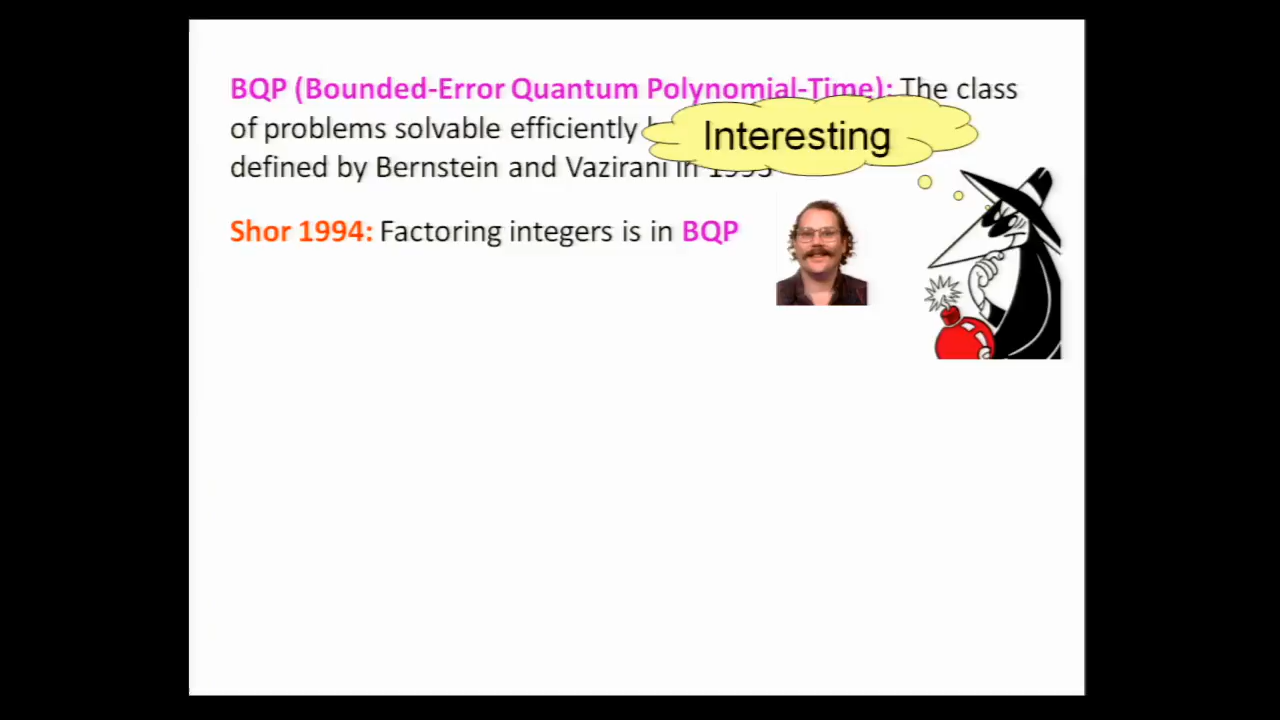 BQP (Bounded-Error Quantum Polynomial-Time): The class
of problems solvable efficiently
defined by Bernstein and Vazirani in 1993
Interesting
Shor 1994: Factoring integers is in BQP